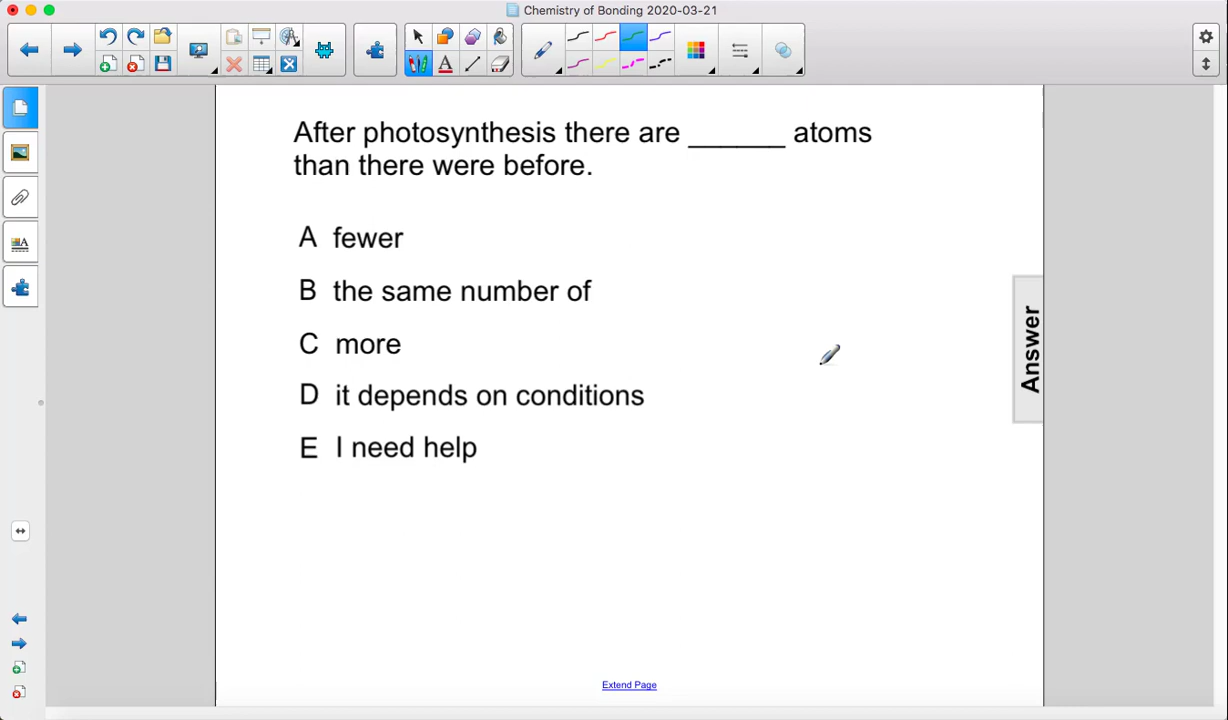 Chemistry of Bonding 2020-03-21
After photosynthesis there are ______ atoms
than there were before.
A fewer
B the same number of
C more
D it depends on conditions
E I need help
Answer
Extend Page